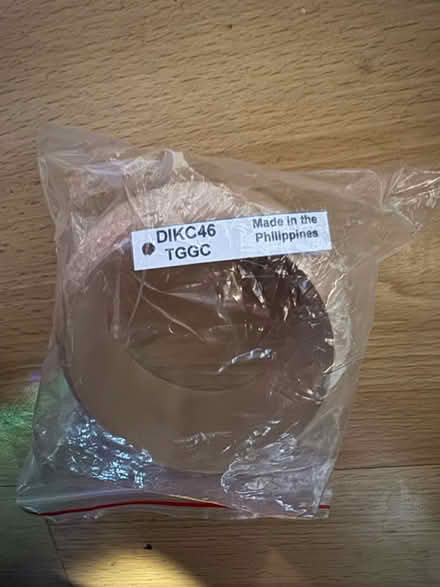 DIKC46
TGGC
Made in the
Philippines